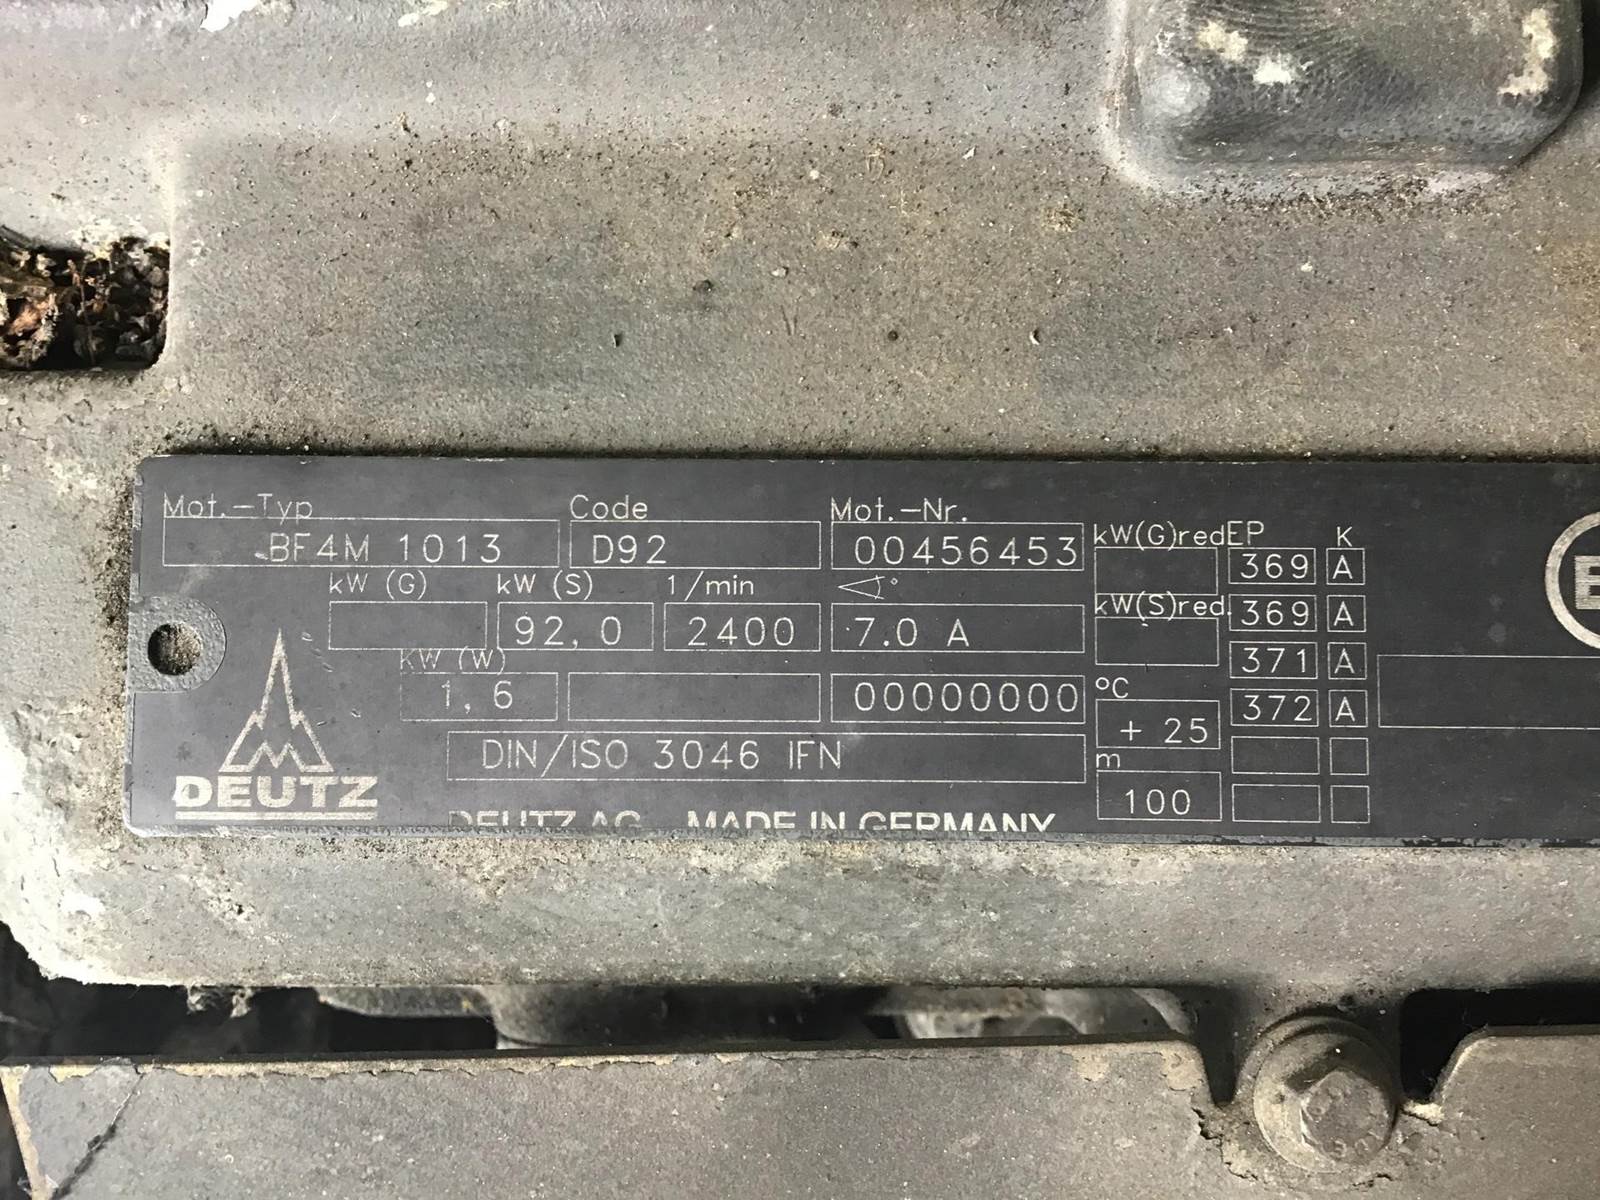 Mot.-Typ Code Mot.-Nr. kW(G)red EP K
BF4M 1013 D92 00456453 369 A
kW (G) kW (S) 1/min ° kW(S)red. 369 A
92,0 2400 7.0 A 371 A
kW (W) °C 372 A
1,6 00000000 + 25
DIN/ISO 3046 IFN m
DEUTZ 100
DEUTZ AG MADE IN GERMANY